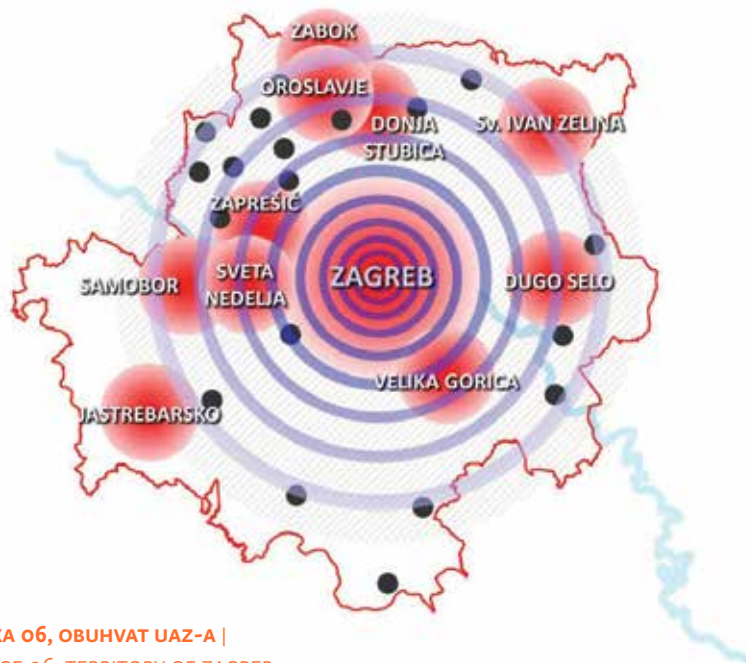 ZABOK
OROSLAVJE
DONJA
STUBICA
Sv. IVAN ZELINA
ZAPREŠIĆ
SAMOBOR
SVETA
NEDELJA
ZAGREB
DUGO SELO
VELIKA GORICA
JASTREBARSKO
06, OBUHVAT UAZ-A |